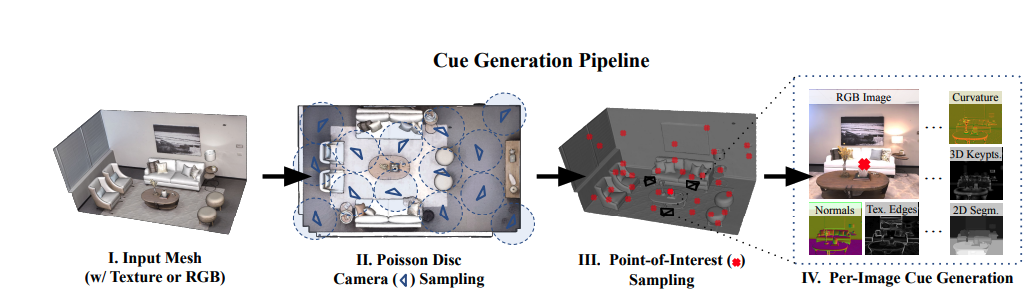 Cue Generation Pipeline
RGB Image
Curvature
3D Keypts.
Normals
Tex. Edges
2D Segm.
I. Input Mesh
(w/ Texture or RGB)
II. Poisson Disc
Camera ( ) Sampling
III. Point-of-Interest ( )
Sampling
IV. Per-Image Cue Generation